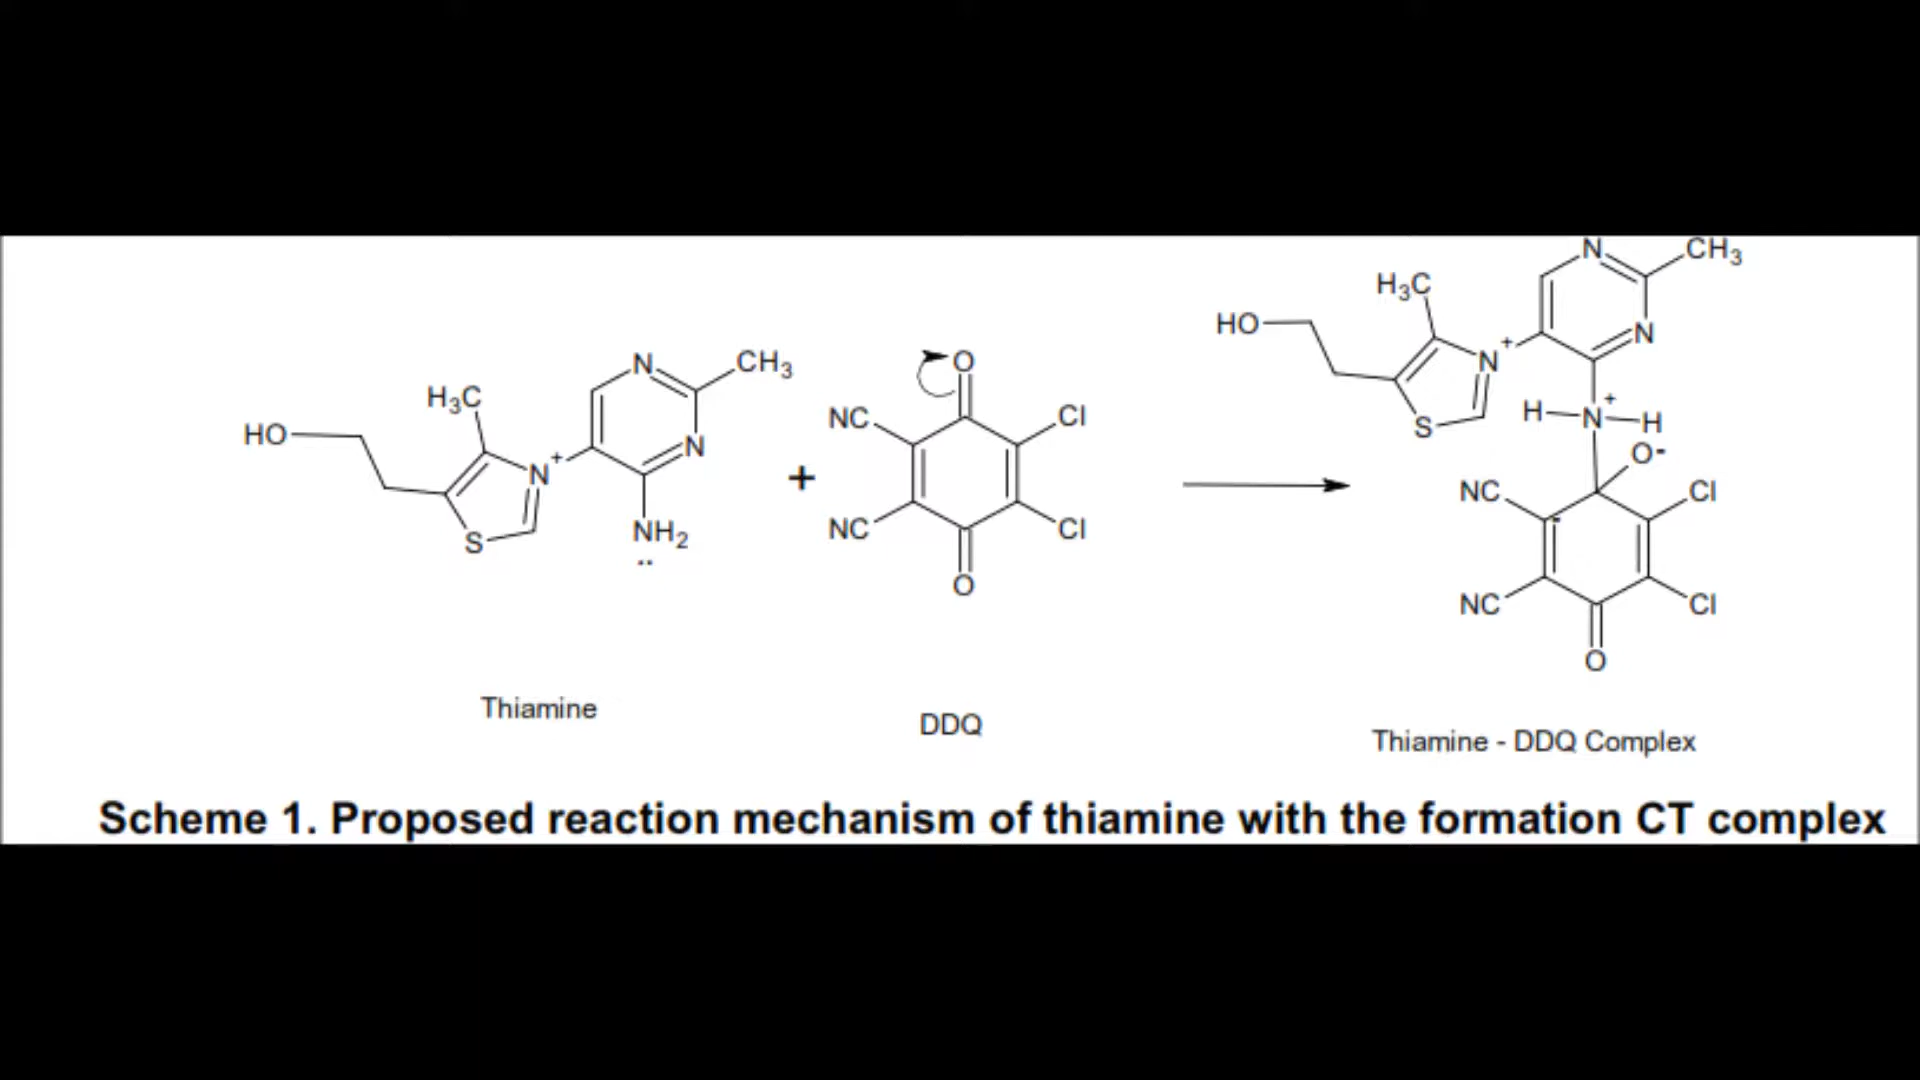 HO
H3C
N+
S
N
N
CH3
NH2
..
+
O
NC
NC
Cl
Cl
O
HO
H3C
N+
S
N
N
CH3
H
N+
H
O-
NC
NC
Cl
Cl
-
O
Thiamine
DDQ
Thiamine - DDQ Complex
Scheme 1. Proposed reaction mechanism of thiamine with the formation CT complex